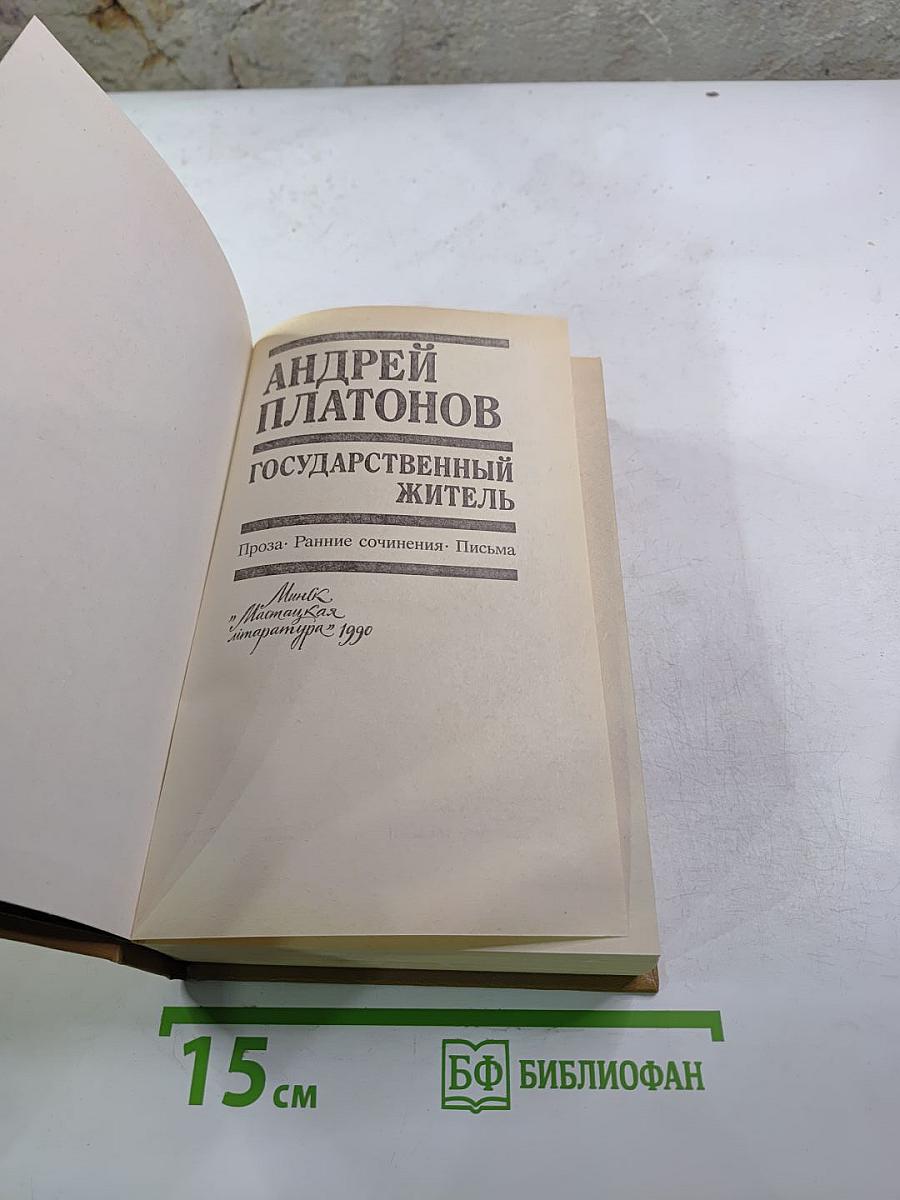 АНДРЕЙ
ПЛАТОНОВ
ГОСУДАРСТВЕННЫЙ
ЖИТЕЛЬ
Проза· Ранние сочинения· Письма
Минск
„Мастацкая
літаратура" 1990
15 см
БФ БИБЛИОФАН